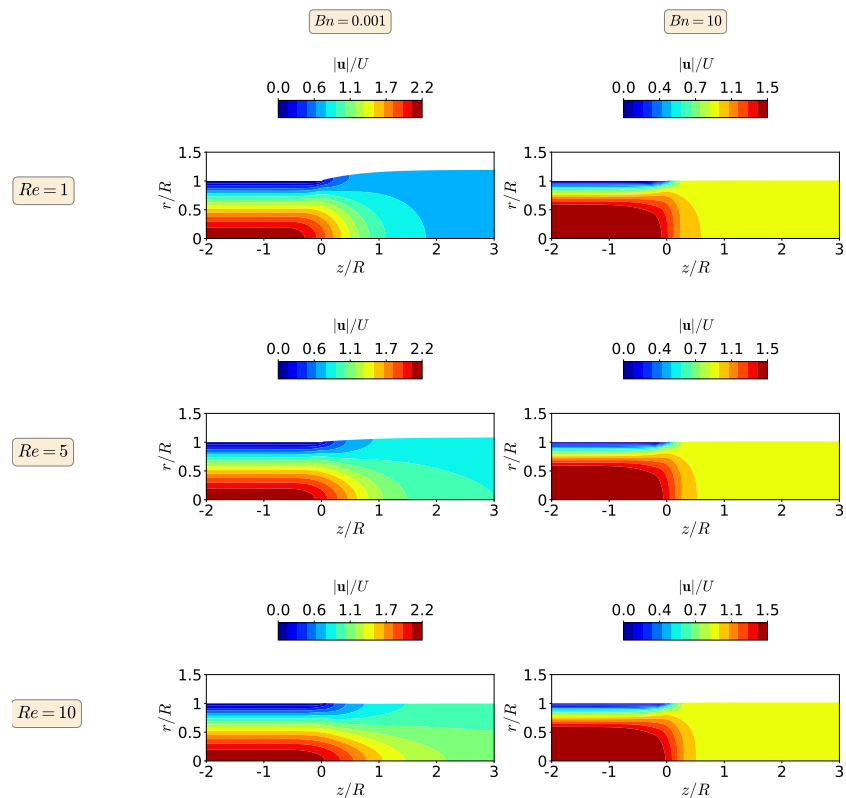 Bn = 0.001 Bn = 10
|u|/U |u|/U
0.0 0.6 1.1 1.7 2.2 0.0 0.4 0.7 1.1 1.5
Re = 1
r/R 1.5 1 0.5 0 r/R 1.5 1 0.5 0
-2 -1 0 1 2 3 -2 -1 0 1 2 3
z/R z/R
|u|/U |u|/U
0.0 0.6 1.1 1.7 2.2 0.0 0.4 0.7 1.1 1.5
Re = 5
r/R 1.5 1 0.5 0 r/R 1.5 1 0.5 0
-2 -1 0 1 2 3 -2 -1 0 1 2 3
z/R z/R
|u|/U |u|/U
0.0 0.6 1.1 1.7 2.2 0.0 0.4 0.7 1.1 1.5
Re = 10
r/R 1.5 1 0.5 0 r/R 1.5 1 0.5 0
-2 -1 0 1 2 3 -2 -1 0 1 2 3
z/R z/R